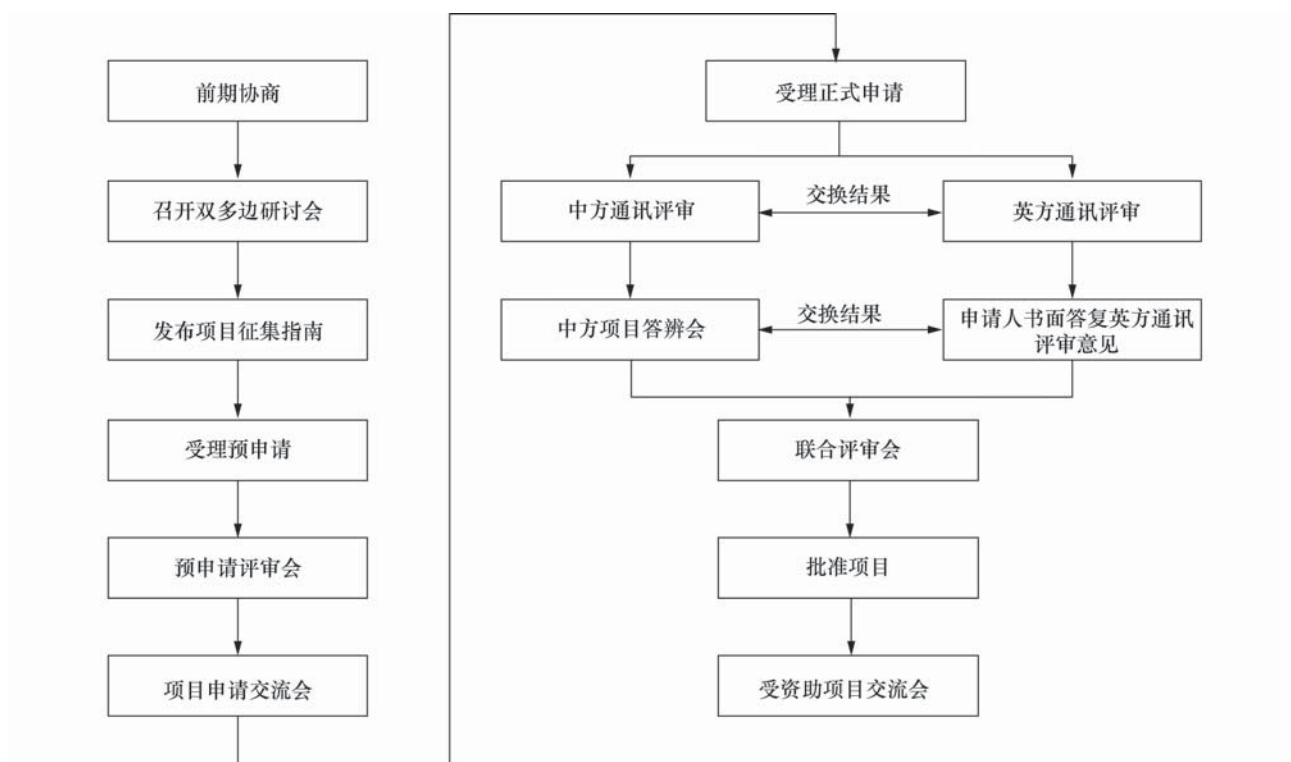 前期协商
召开双多边研讨会
发布项目征集指南
受理预申请
预申请评审会
项目申请交流会
受理正式申请
中方通讯评审
交换结果
英方通讯评审
中方项目答辨会
交换结果
申请人书面答复英方通讯
评审意见
联合评审会
批准项目
受资助项目交流会